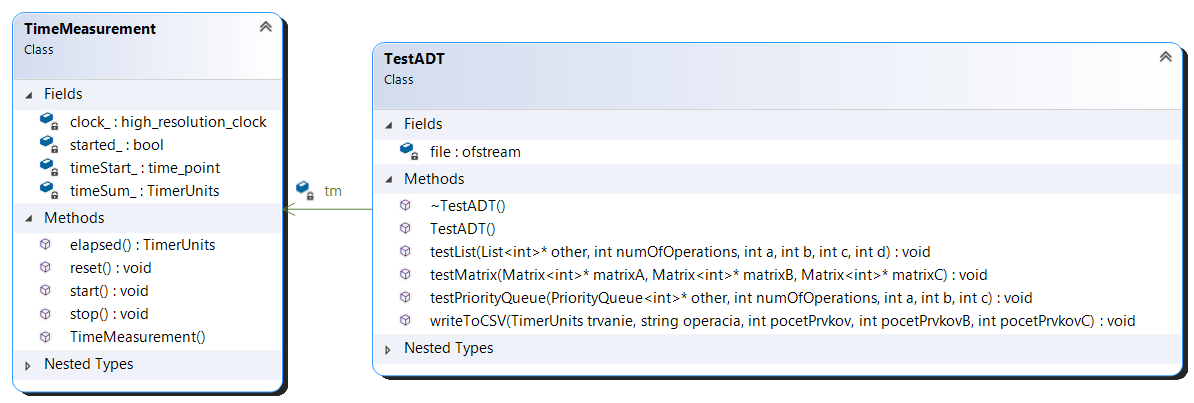 TimeMeasurement
Class
Fields
clock_ : high_resolution_clock
started_ : bool
timeStart_ : time_point
timeSum_ : TimerUnits
Methods
elapsed() : TimerUnits
reset() : void
start() : void
stop() : void
TimeMeasurement()
Nested Types
tm
TestADT
Class
Fields
file : ofstream
Methods
~TestADT()
TestADT()
testList(List<int>* other, int numOfOperations, int a, int b, int c, int d) : void
testMatrix(Matrix<int>* matrixA, Matrix<int>* matrixB, Matrix<int>* matrixC) : void
testPriorityQueue(PriorityQueue<int>* other, int numOfOperations, int a, int b, int c) : void
writeToCSV(TimerUnits trvanie, string operacia, int pocetPrvkov, int pocetPrvkovB, int pocetPrvkovC) : void
Nested Types